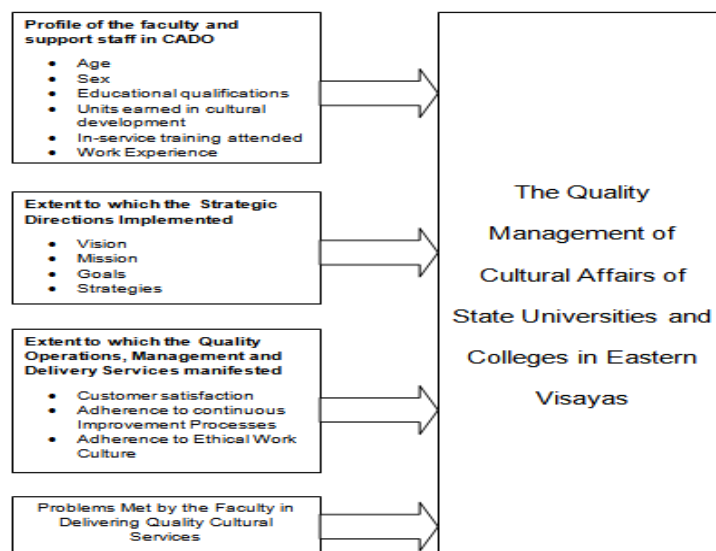 Profile of the faculty and
support staff in CADO
• Age
• Sex
• Educational qualifications
• Units earned in cultural
development
• In-service training attended
• Work Experience
Extent to which the Strategic
Directions Implemented
• Vision
• Mission
• Goals
• Strategies
Extent to which the Quality
Operations, Management and
Delivery Services manifested
• Customer satisfaction
• Adherence to continuous
Improvement Processes
• Adherence to Ethical Work
Culture
Problems Met by the Faculty in
Delivering Quality Cultural
Services
The Quality
Management of
Cultural Affairs of
State Universities and
Colleges in Eastern
Visayas